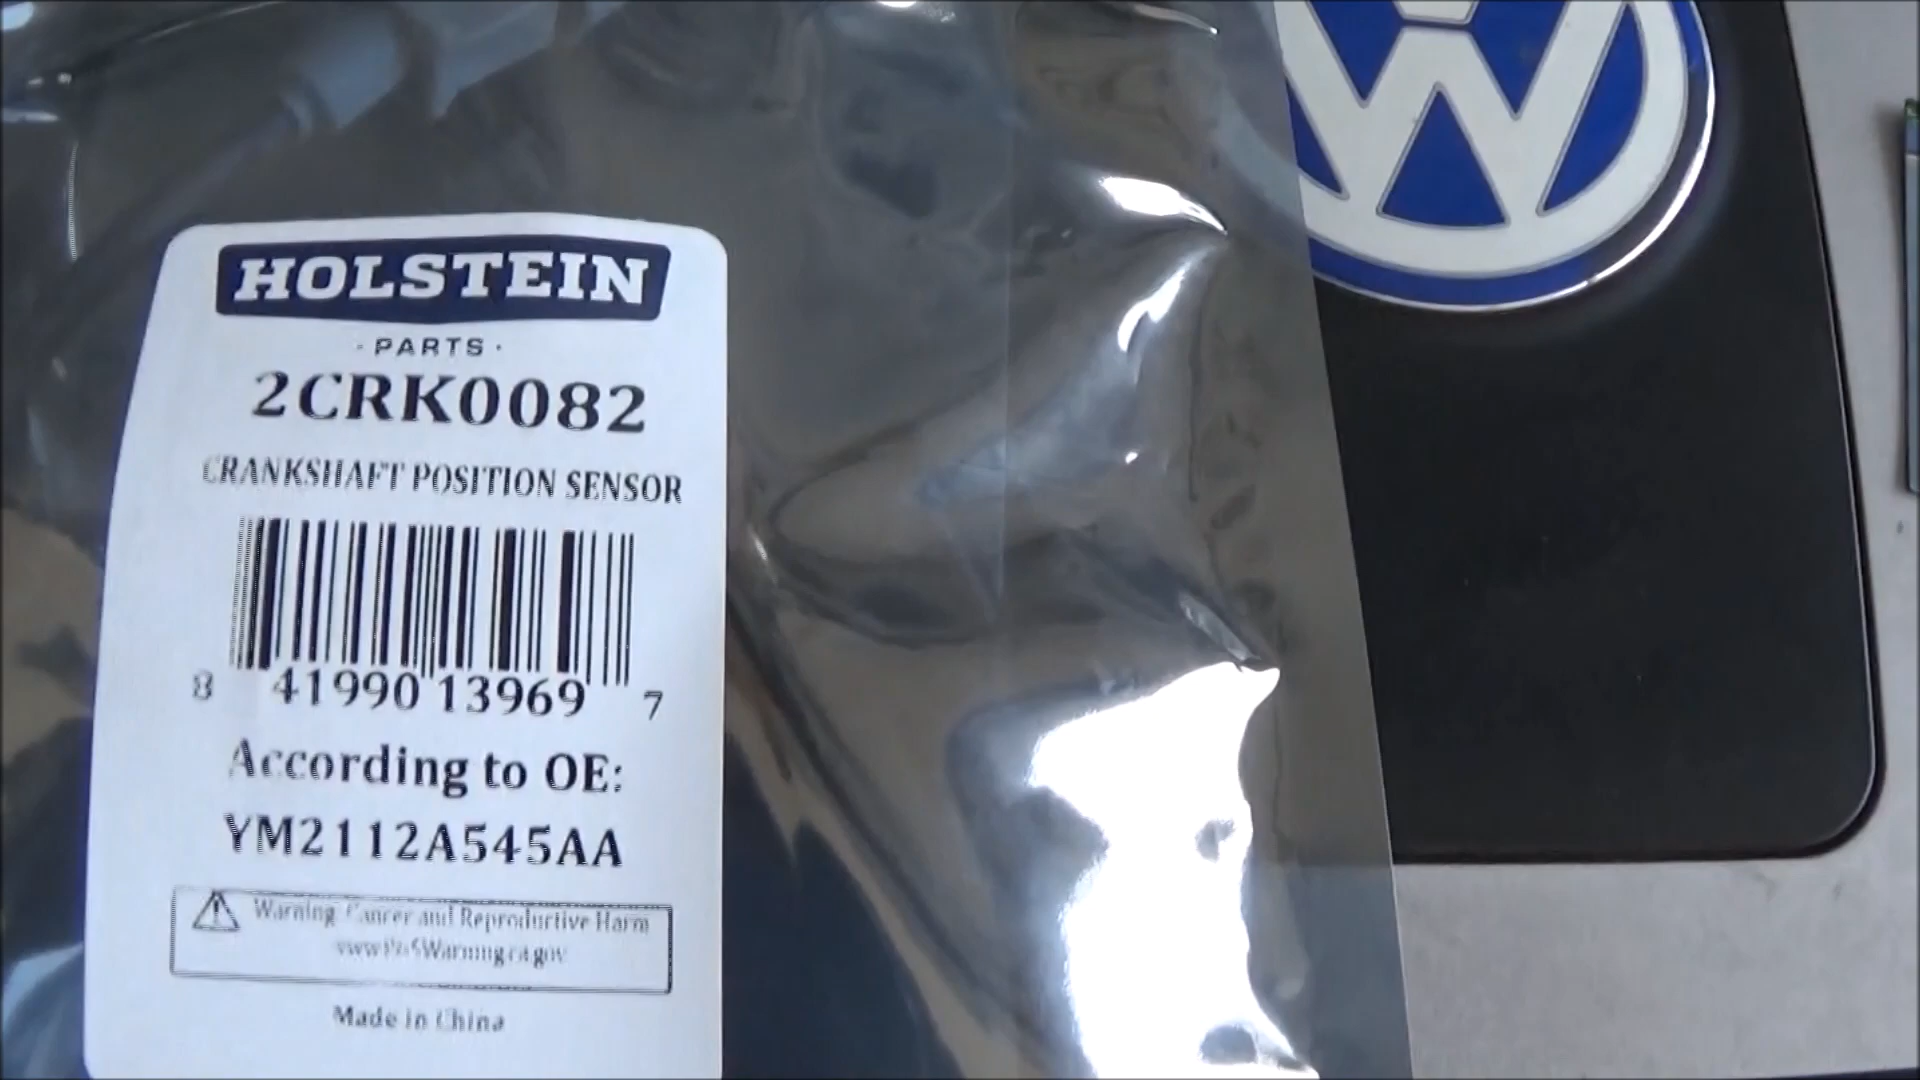 HOLSTEIN
· PARTS ·
2CRK0082
CRANKSHAFT POSITION SENSOR
8 41990 13969 7
According to OE:
YM2112A545AA
Warning: Cancer and Reproductive Harm
www.P65Warning.ca.gov
Made in China